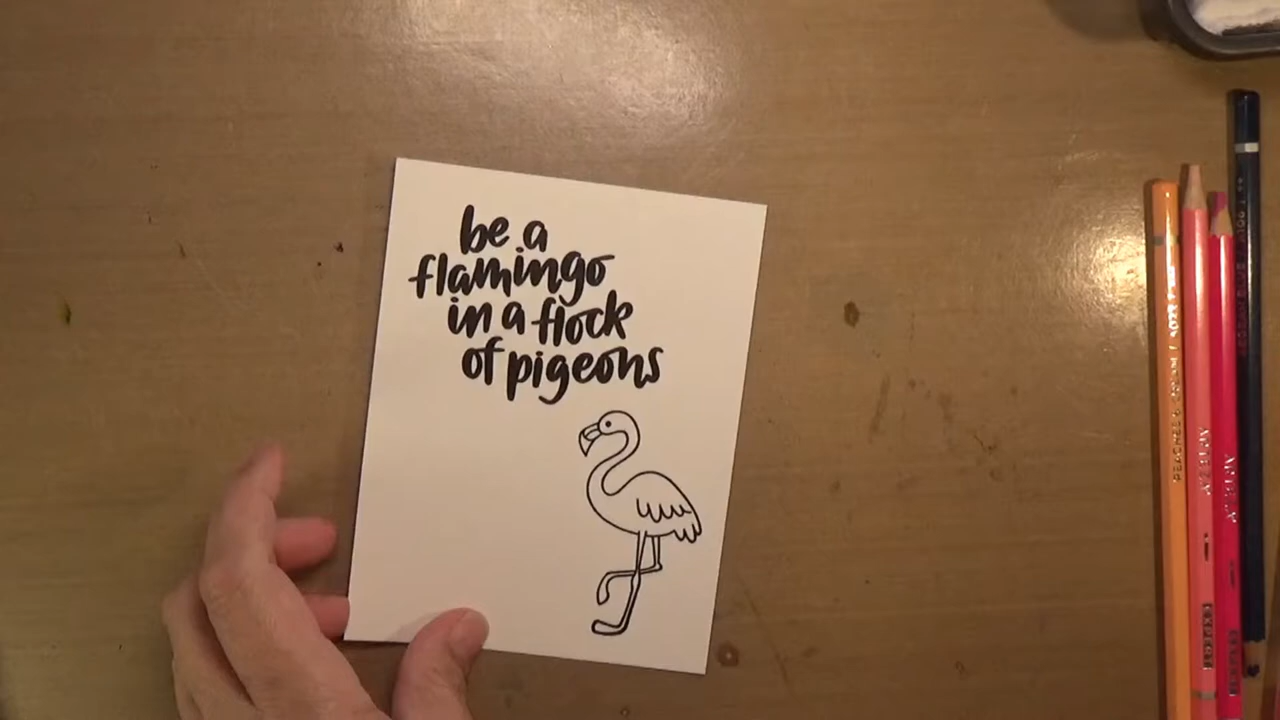 be a
flamingo
in a flock
of pigeons